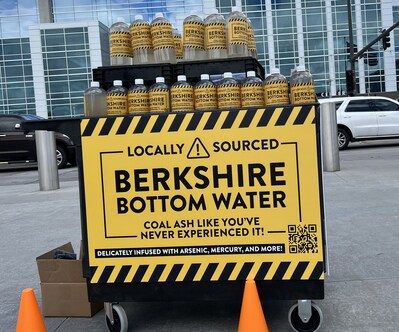 LOCALLY SOURCED
BERKSHIRE
BOTTOM WATER
COAL ASH LIKE YOU'VE
NEVER EXPERIENCED IT!
DELICATELY INFUSED WITH ARSENIC, MERCURY, AND MORE!